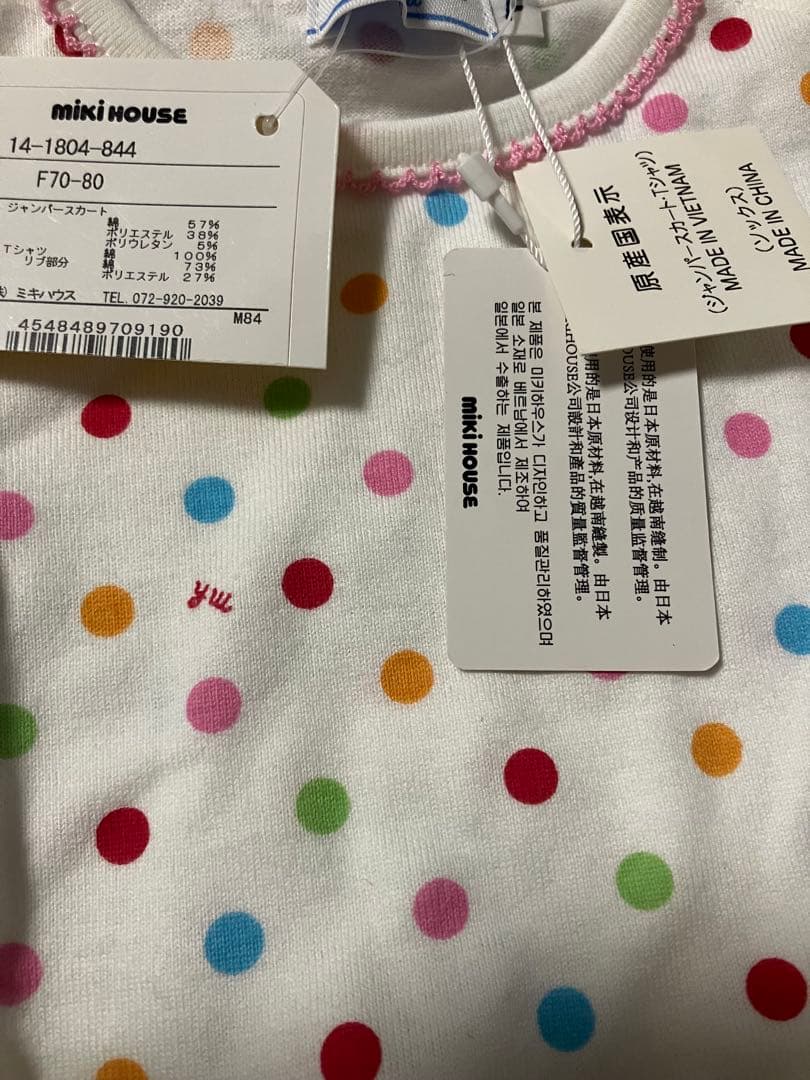 miki HOUSE
14-1804-844
F70-80
ジャンパースカート
綿 57%
ポリエステル 38%
ポリウレタン 5%
Tシャツ 綿 100%
リブ部分 綿 73%
ポリエステル 27%
ミキハウス TEL. 072-920-2039
M84
4548489709190
原産国表示
(ジャンパースカート・Tシャツ)
MADE IN VIETNAM
(ソックス)
MADE IN CHINA
使用的是日本原材料,在越南缝制。由日本
HOUSE公司设计和产品的质量监督管理。
用的是日本原材料,在越南縫製。由日本
HOUSE公司設計和產品的質量監督管理。
본 제품은 미키하우스가 디자인하고 품질관리하였으며
일본 소재로 베트남에서 제조하여
일본에서 수출하는 제품입니다.
miki HOUSE